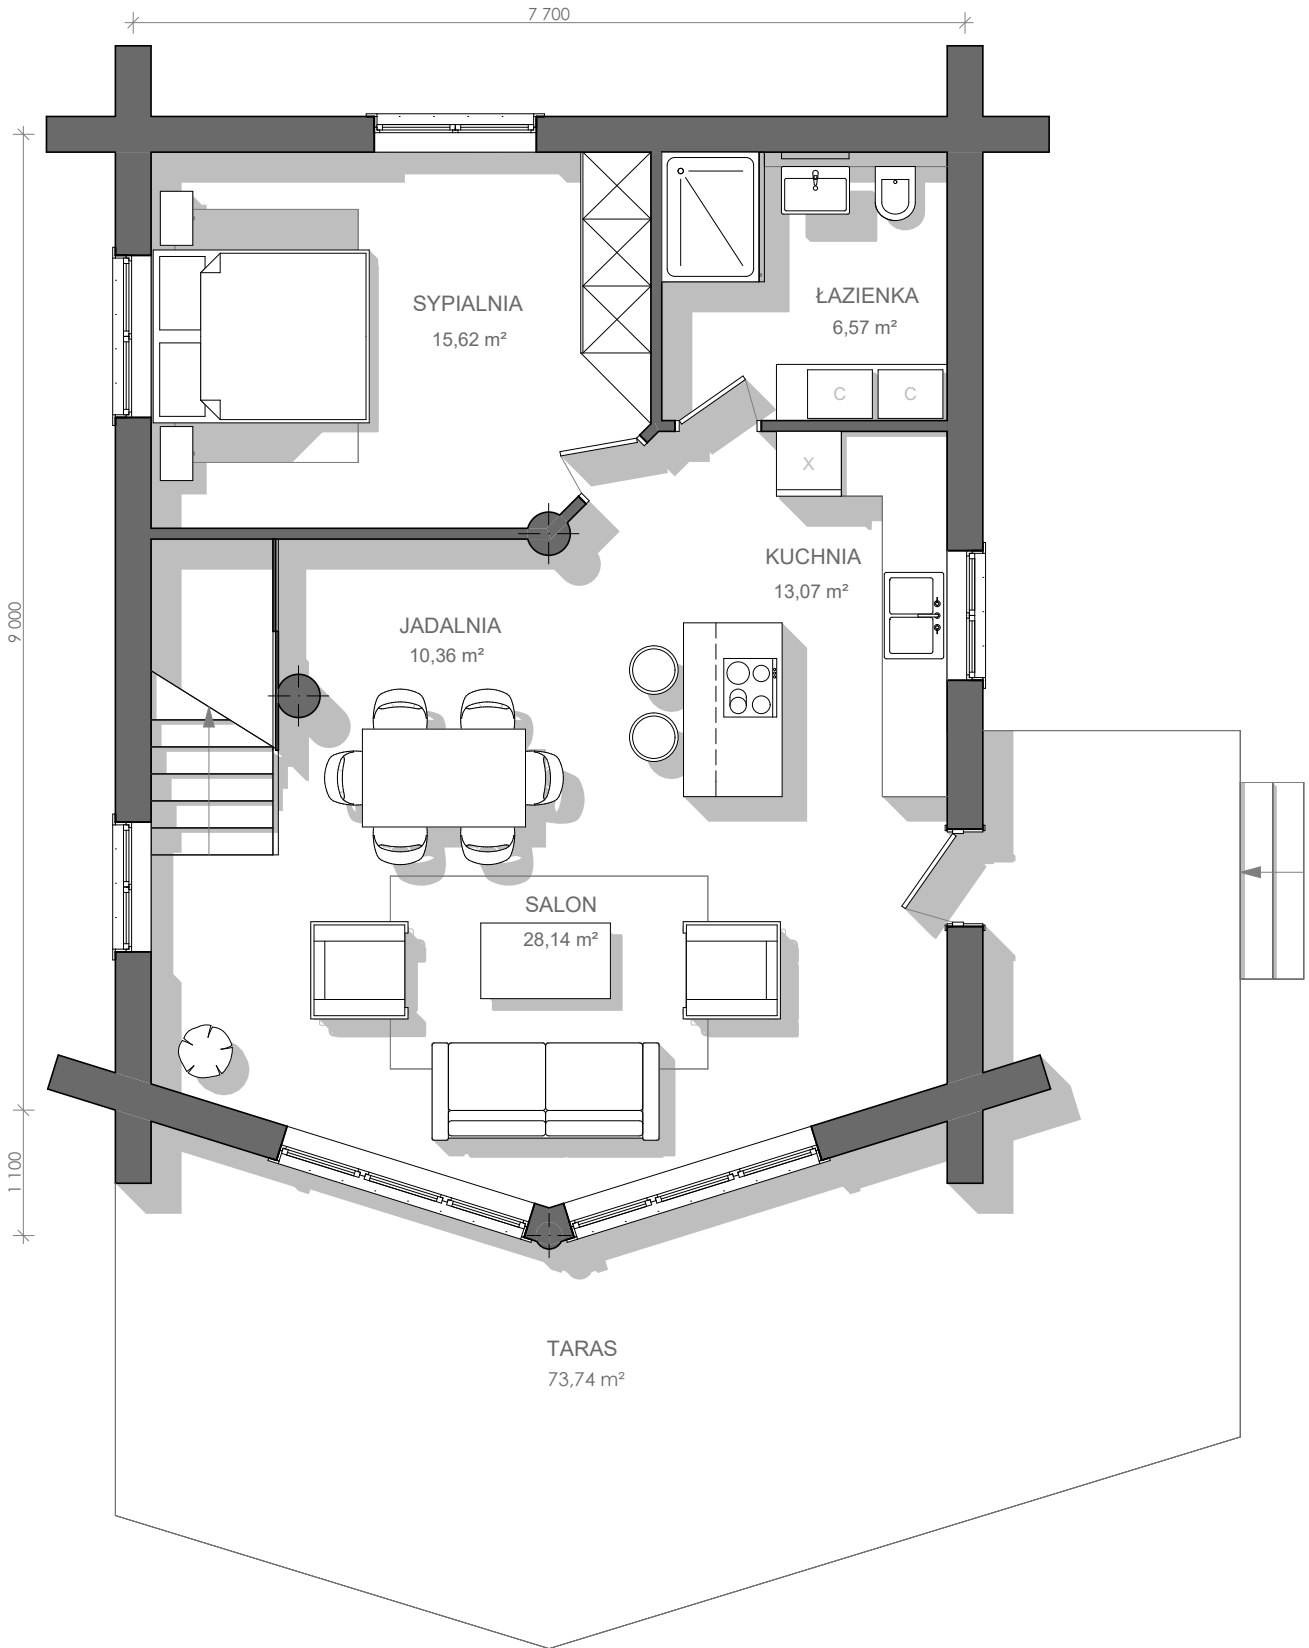 7 700
SYPIALNIA
15,62 m²
ŁAZIENKA
6,57 m²
C
C
X
KUCHNIA
13,07 m²
9 000
JADALNIA
10,36 m²
SALON
28,14 m²
1 100
TARAS
73,74 m²